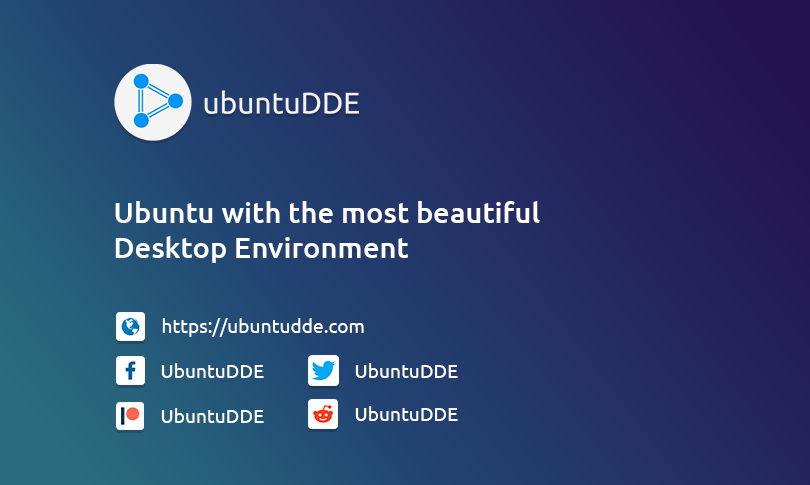 ubuntuDDE
Ubuntu with the most beautiful
Desktop Environment
https://ubuntudde.com
UbuntuDDE
UbuntuDDE
UbuntuDDE
UbuntuDDE